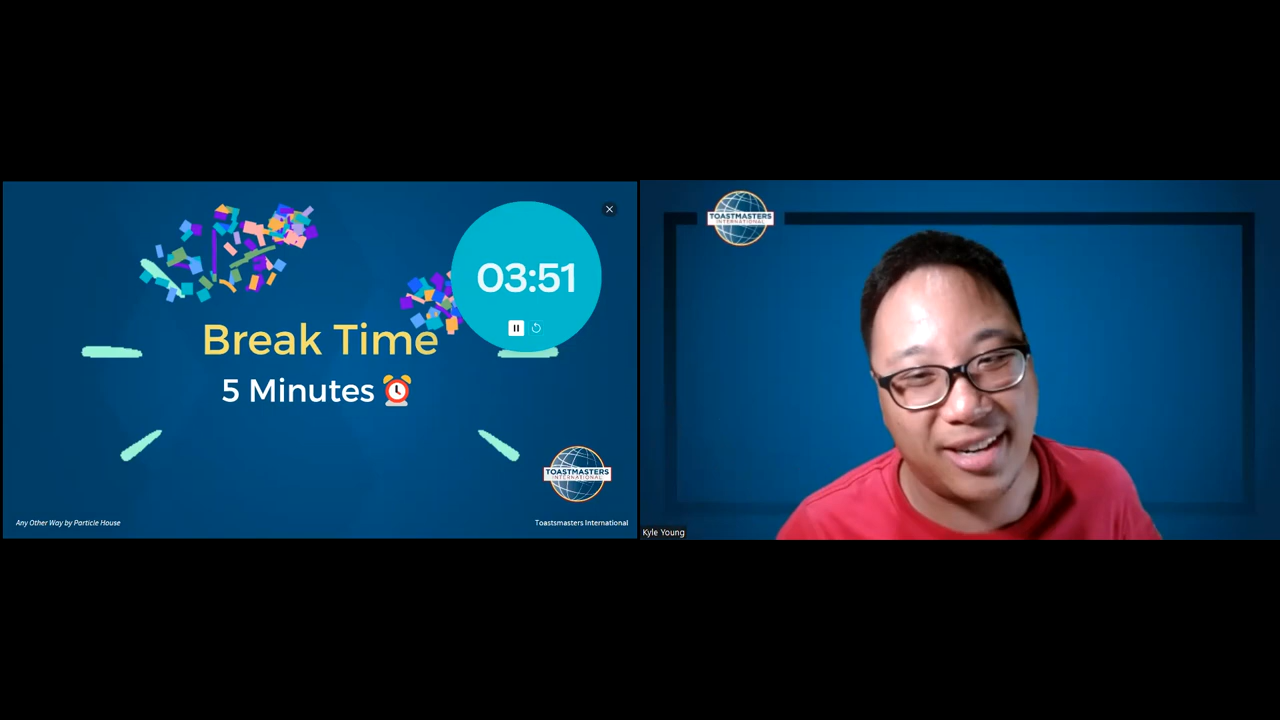 03:51
Break Time
5 Minutes ⏰
TOASTMASTERS
INTERNATIONAL
Any Other Way by Particle House
Toastsmasters International
TOASTMASTERS
INTERNATIONAL
Kyle Young